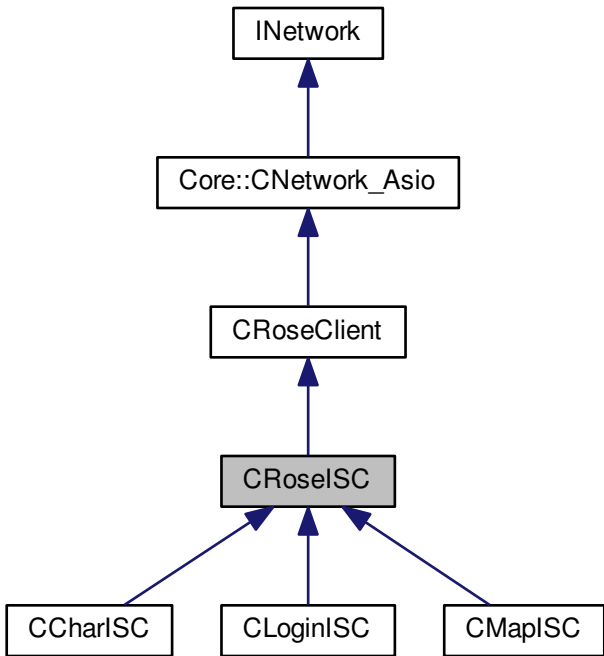 INetwork
Core::CNetwork_Asio
CRoseClient
CRoseISC
CCharISC
CLoginISC
CMapISC